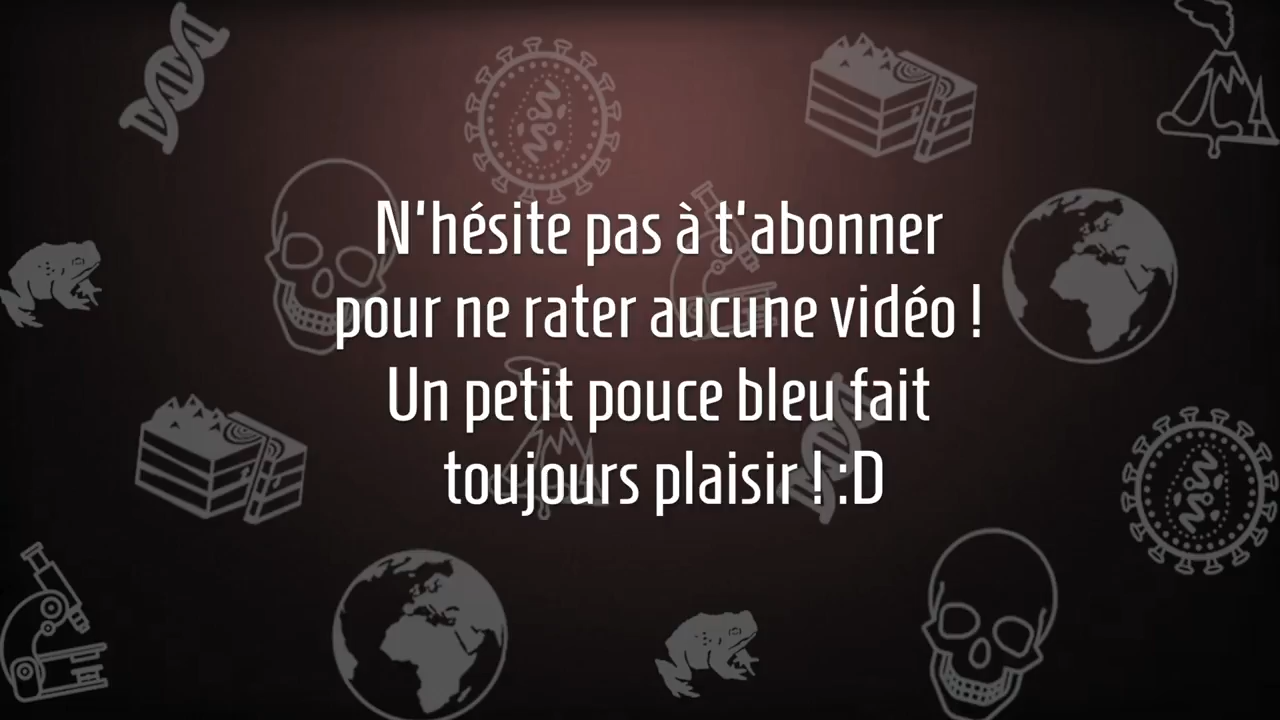 N'hésite pas à t'abonner
pour ne rater aucune vidéo !
Un petit pouce bleu fait
toujours plaisir ! :D